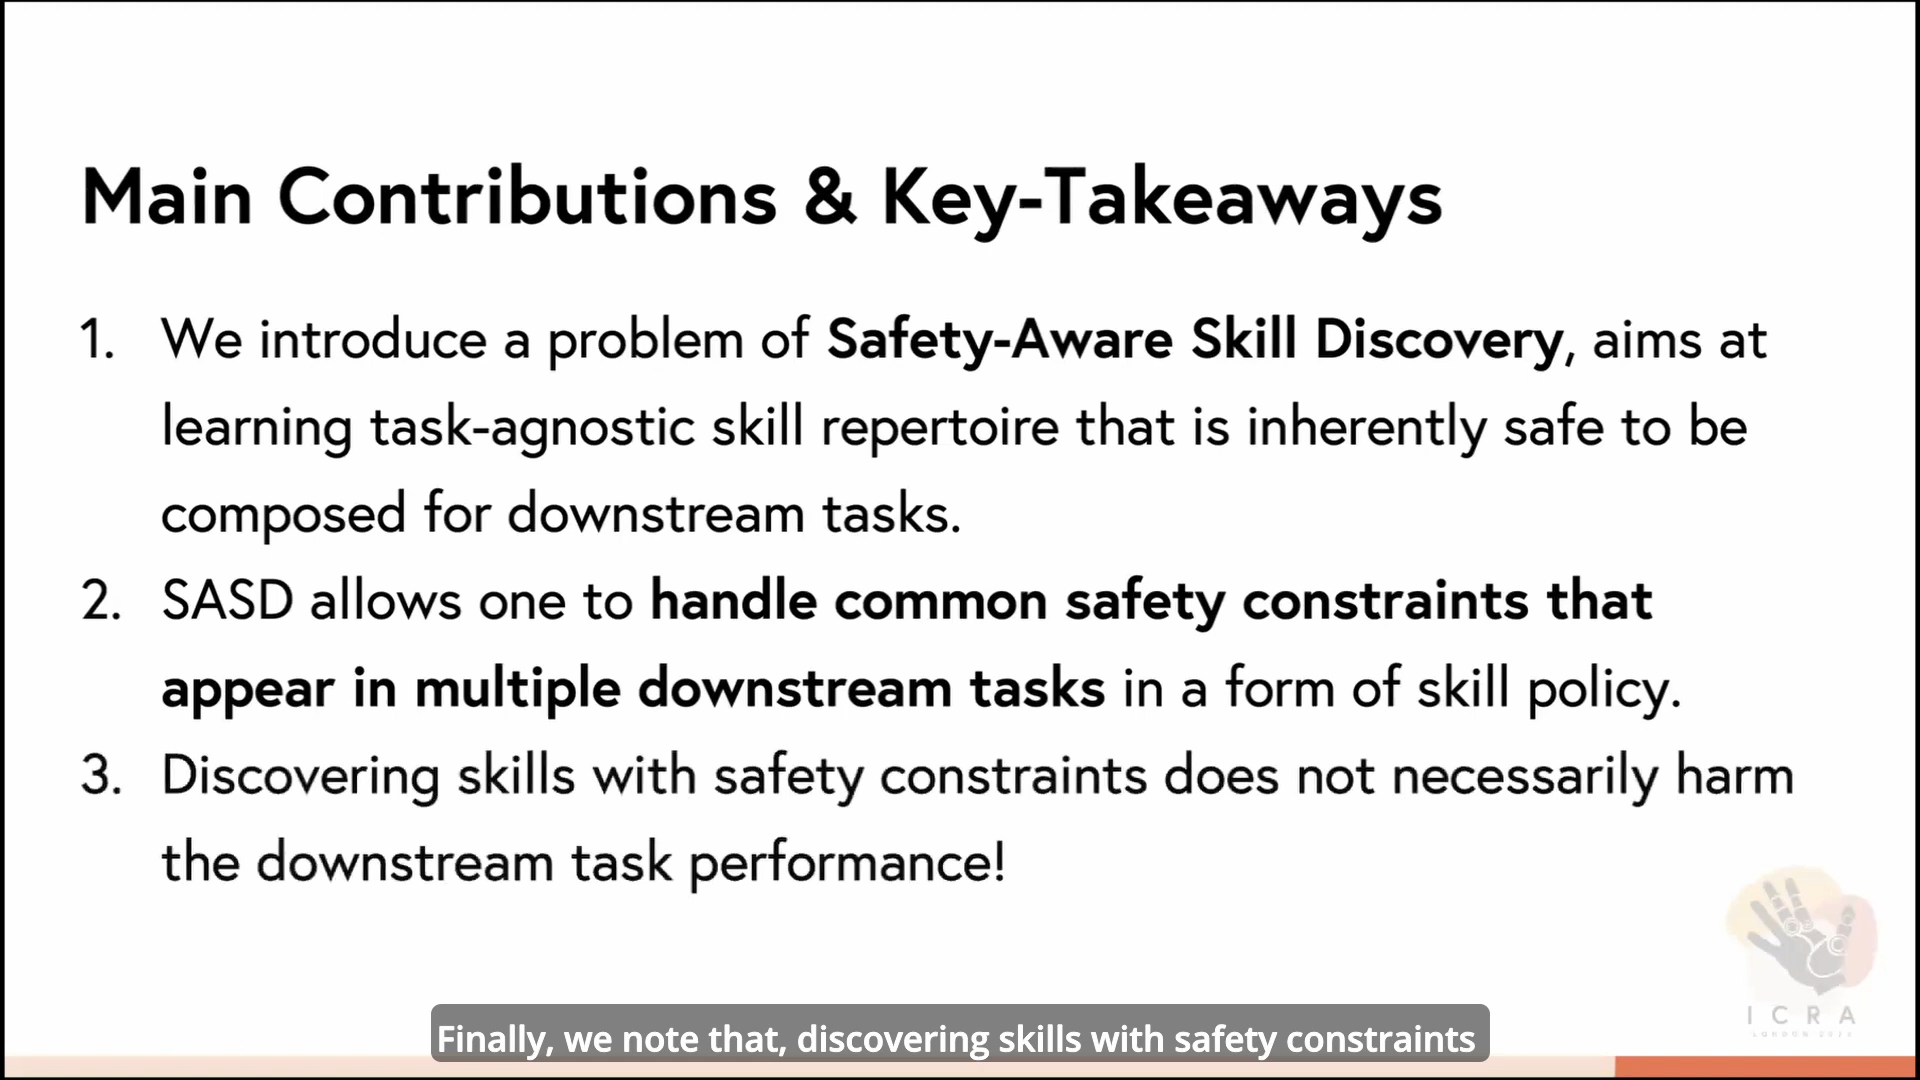 Main Contributions & Key-Takeaways
1. We introduce a problem of Safety-Aware Skill Discovery, aims at
learning task-agnostic skill repertoire that is inherently safe to be
composed for downstream tasks.
2. SASD allows one to handle common safety constraints that
appear in multiple downstream tasks in a form of skill policy.
3. Discovering skills with safety constraints does not necessarily harm
the downstream task performance!
ICRA
Finally, we note that, discovering skills with safety constraints